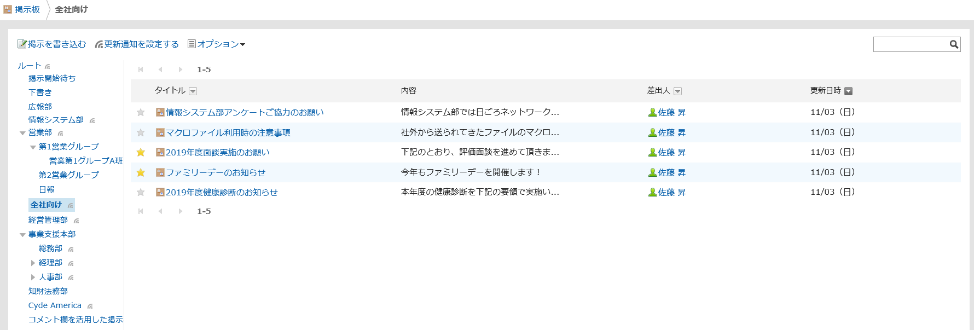 掲示板 全社向け
掲示を書き込む 更新通知を設定する オプション
ルート
掲示開始待ち
下書き
広報部
情報システム部
営業部
第1営業グループ
営業第1グループA班
第2営業グループ
日報
全社向け
経営管理部
事業支援本部
総務部
経理部
人事部
知財法務部
Cyde America
コメント欄を活用した掲示
1-5
タイトル 内容 差出人 更新日時
情報システム部アンケートご協力のお願い 情報システム部では日ごろネットワーク... 佐藤 昇 11/03（日）
マクロファイル利用時の注意事項 社外から送られてきたファイルのマクロ... 佐藤 昇 11/03（日）
2019年度面談実施のお願い 下記のとおり、評価面談を進めて頂きま... 佐藤 昇 11/03（日）
ファミリーデーのお知らせ 今年もファミリーデーを開催します！ 佐藤 昇 11/03（日）
2019年度健康診断のお知らせ 本年度の健康診断を下記の要領で実施い... 佐藤 昇 11/03（日）
1-5